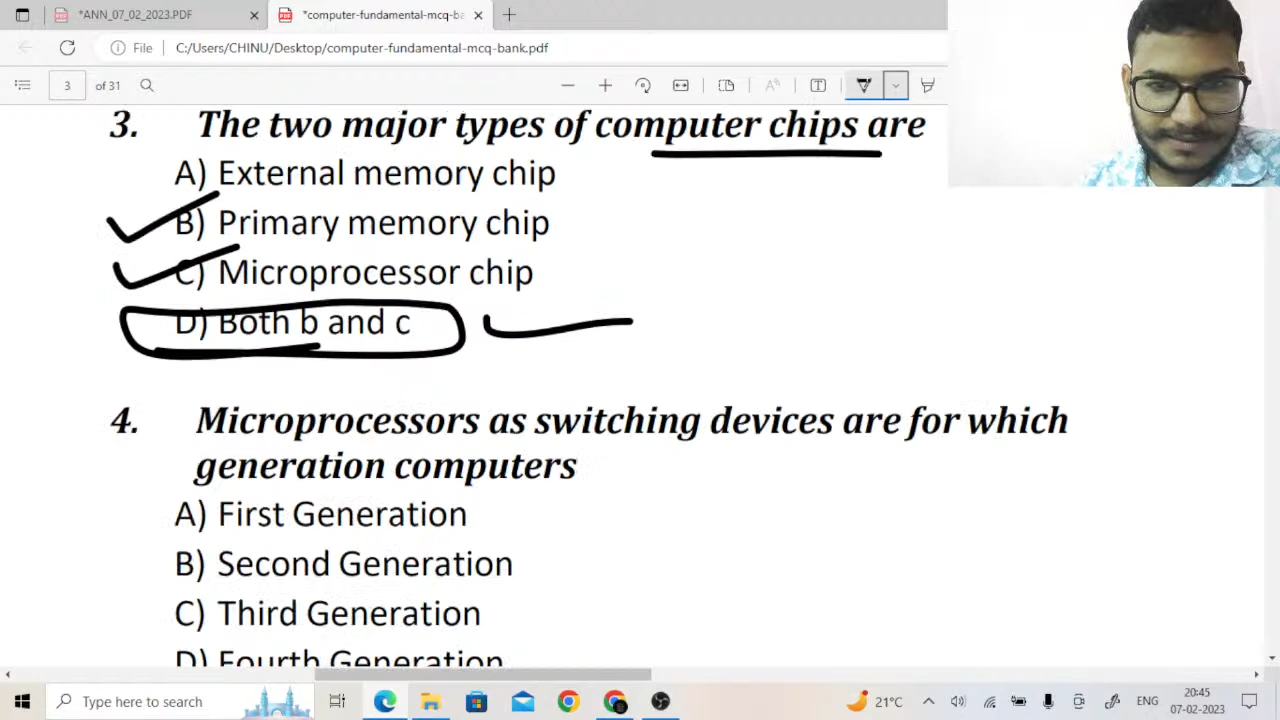 *ANN_07_02_2023.PDF
*computer-fundamental-mcq-ba
File
C:/Users/CHINU/Desktop/computer-fundamental-mcq-bank.pdf
3 of 31
3. The two major types of computer chips are
A) External memory chip
B) Primary memory chip
C) Microprocessor chip
D) Both b and c
4. Microprocessors as switching devices are for which
generation computers
A) First Generation
B) Second Generation
C) Third Generation
D) Fourth Generation
Type here to search
21°C
ENG
20:45
07-02-2023